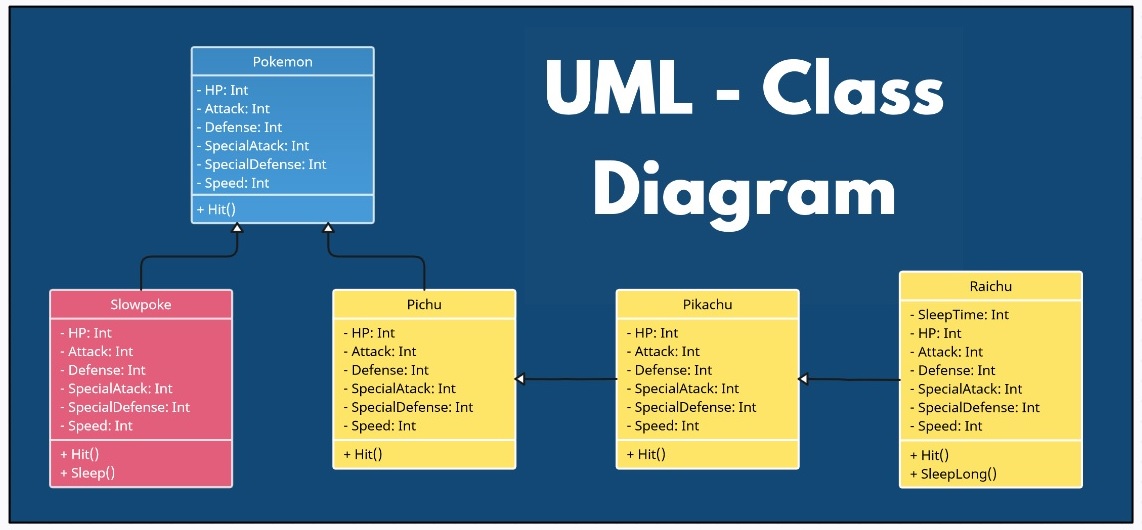 UML - Class
Diagram
Pokemon
- HP: Int
- Attack: Int
- Defense: Int
- SpecialAtack: Int
- SpecialDefense: Int
- Speed: Int
+ Hit()
Slowpoke
- HP: Int
- Attack: Int
- Defense: Int
- SpecialAtack: Int
- SpecialDefense: Int
- Speed: Int
+ Hit()
+ Sleep()
Pichu
- HP: Int
- Attack: Int
- Defense: Int
- SpecialAtack: Int
- SpecialDefense: Int
- Speed: Int
+ Hit()
Pikachu
- HP: Int
- Attack: Int
- Defense: Int
- SpecialAtack: Int
- SpecialDefense: Int
- Speed: Int
+ Hit()
Raichu
- SleepTime: Int
- HP: Int
- Attack: Int
- Defense: Int
- SpecialAtack: Int
- SpecialDefense: Int
- Speed: Int
+ Hit()
+ SleepLong()